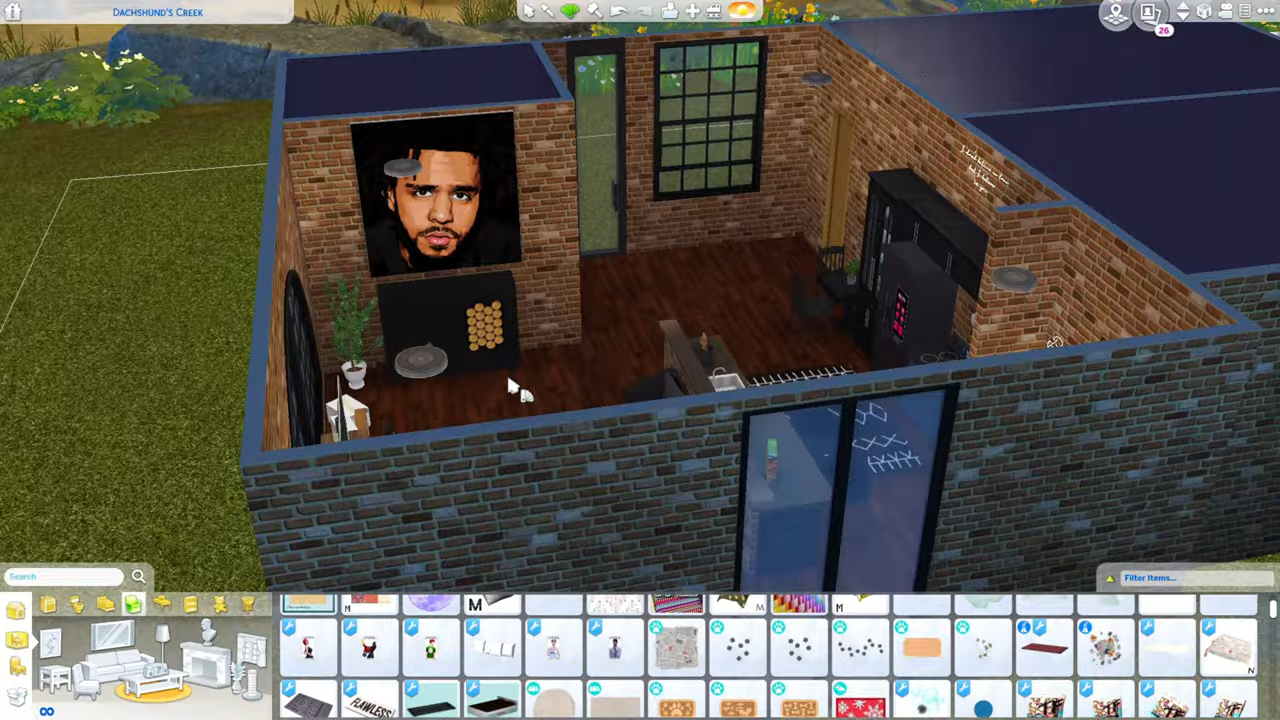 Dachshund's Creek
26
Search
Filter Items...
M
M
M
M
N
FLAWLESS!